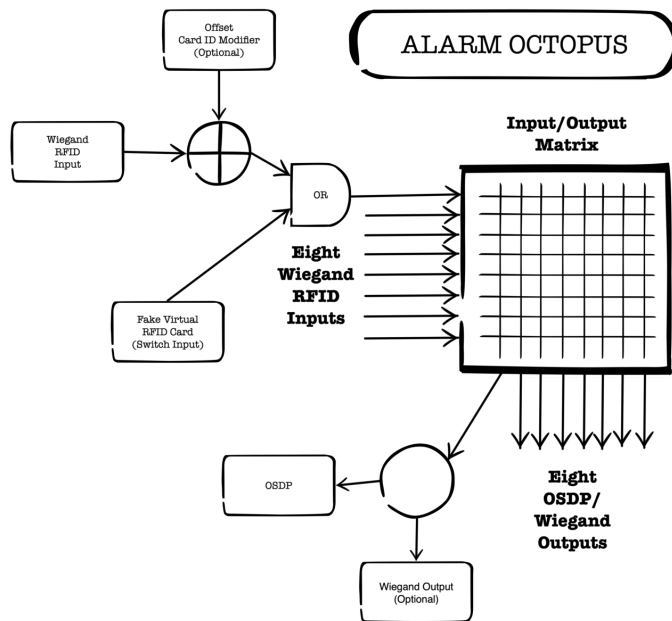 Offset
Card ID Modifier
(Optional)
ALARM OCTOPUS
Wiegand
RFID
Input
Input/Output
Matrix
OR
Eight
Wiegand
RFID
Inputs
Fake Virtual
RFID Card
(Switch Input)
OSDP
Eight
OSDP/
Wiegand
Outputs
Wiegand Output
(Optional)